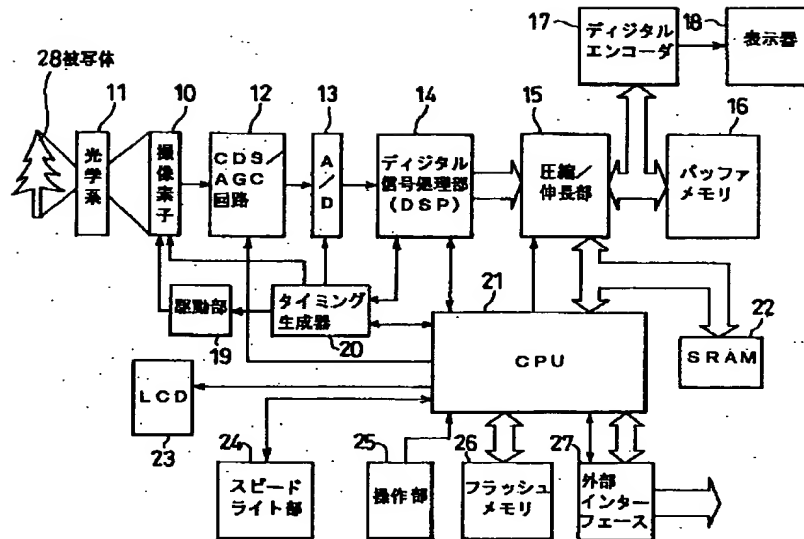 17
ディジタル
エンコーダ
18
表示器
28被写体
11
光学系
10
撮像素子
12
CDS/
AGC
回路
13
A/D
14
ディジタル
信号処理部
(DSP)
15
圧縮/
伸長部
16
バッファ
メモリ
駆動部
19
タイミング
生成器
20
21
CPU
22
SRAM
LCD
23
24
スピード
ライト部
25
操作部
26
フラッシュ
メモリ
27
外部
インター
フェース